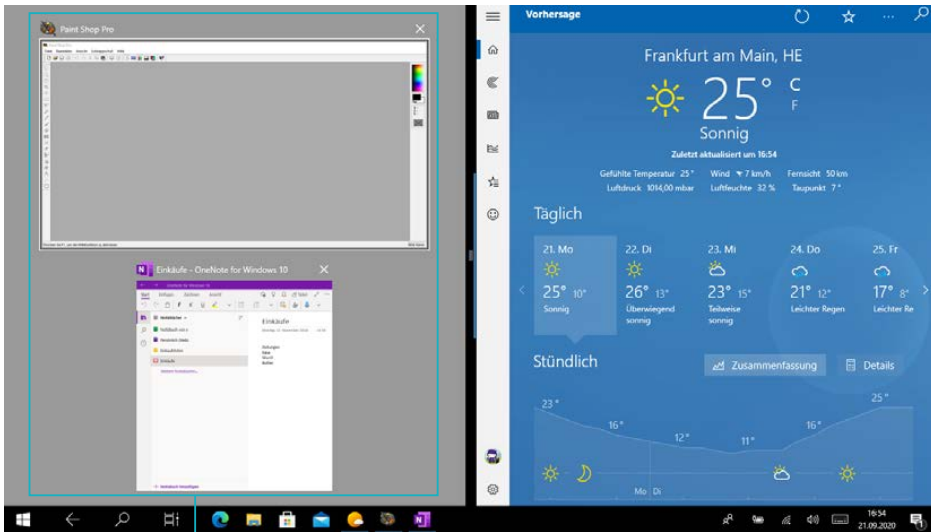 Paint Shop Pro
Einkäufe - OneNote for Windows 10
Einkäufe
Einkäufe
Vorhersage
Frankfurt am Main, HE
25° C
F
Sonnig
Zuletzt aktualisiert um 16:54
Gefühlte Temperatur 25° Wind 7 km/h Fernsicht 50 km
Luftdruck 1014,00 mbar Luftfeuchte 32 % Taupunkt 7°
Täglich
21. Mo 22. Di 23. Mi 24. Do 25. Fr
25° 10° 26° 13° 23° 15° 21° 12° 17° 8°
Sonnig Überwiegend sonnig Teilweise sonnig Leichter Regen Leichter Re
Stündlich
Zusammenfassung Details
23° 16° 12° 11° 16° 25°
Mo Di
16:54
21.09.2020